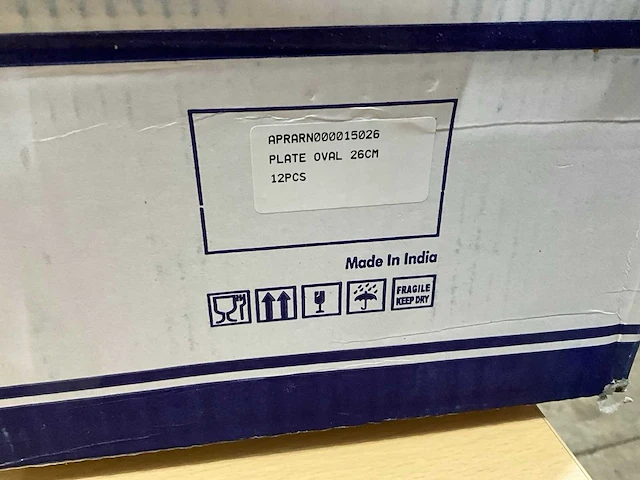 APRARN000015026
PLATE OVAL 26CM
12PCS
Made In India
FRAGILE
KEEP DRY